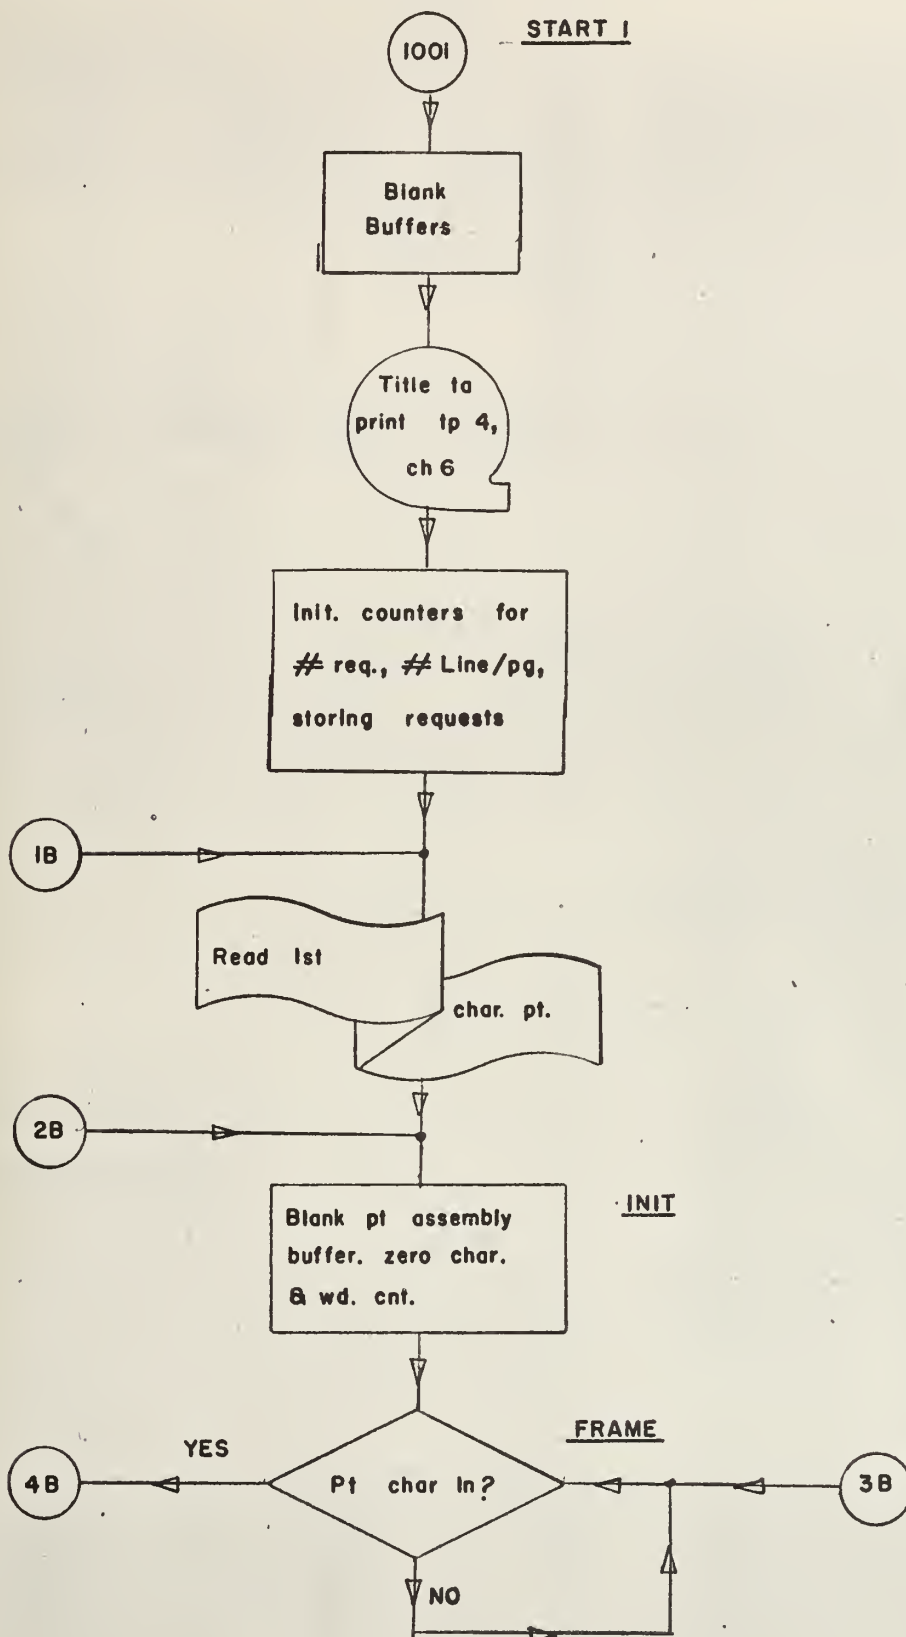 START 1
1001
Blank
Buffers
Title to
print tp 4,
ch 6
Init. counters for
# req., # Line/pg,
storing requests
1B
Read 1st
char. pt.
2B
INIT
Blank pt assembly
buffer. zero char.
& wd. cnt.
FRAME
YES
4B
Pt char in?
3B
NO